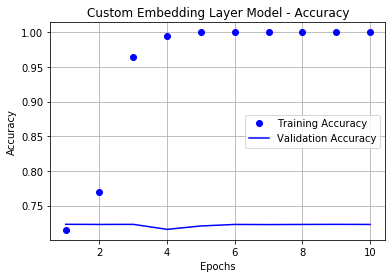 Custom Embedding Layer Model - Accuracy
1.00
0.95
0.90
0.85
0.80
0.75
Accuracy
Training Accuracy
Validation Accuracy
2
4
6
8
10
Epochs